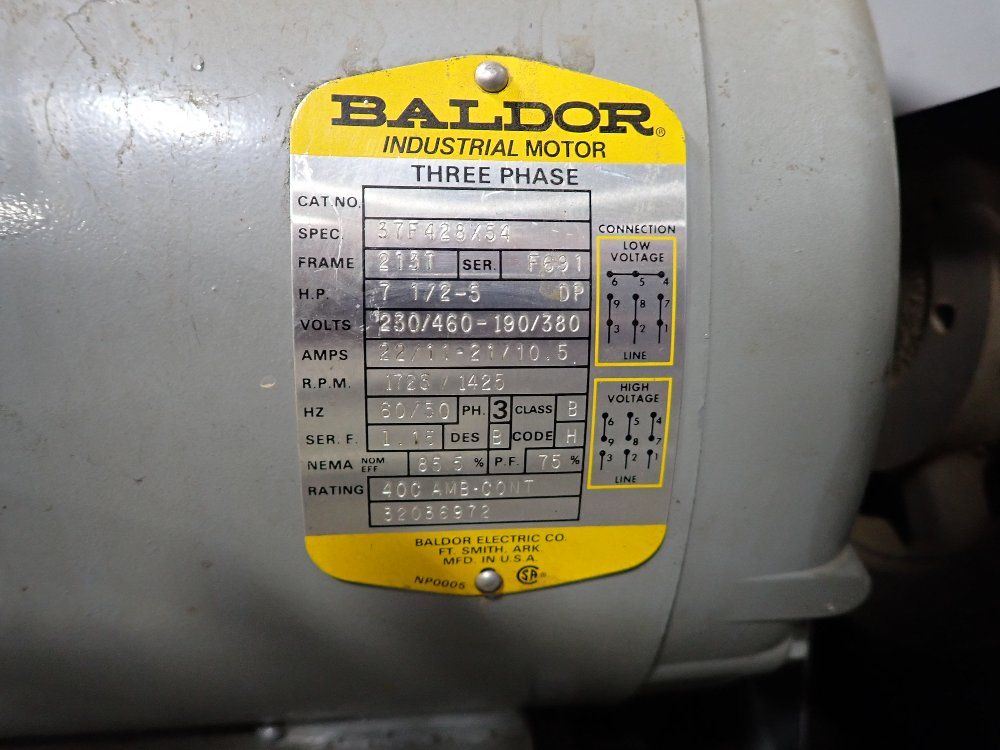 BALDOR®
INDUSTRIAL MOTOR
THREE PHASE
CAT.NO.
SPEC. 37F428X54
FRAME 213T SER. F691
H.P. 7 1/2-5 DP
VOLTS 230/460-190/380
AMPS 22/11-21/10.5
R.P.M. 1725/1425
HZ 60/50 PH. 3 CLASS B
SER. F. 1.15 DES B CODE H
NEMA NOM EFF 85.5 % P.F. 75 %
RATING 40C AMB-CONT
32036972
CONNECTION
LOW
VOLTAGE
6 5 4
9 8 7
3 2 1
LINE
HIGH
VOLTAGE
6 5 4
9 8 7
3 2 1
LINE
BALDOR ELECTRIC CO.
FT. SMITH, ARK.
MFD. IN U.S.A.
NP0005 SA